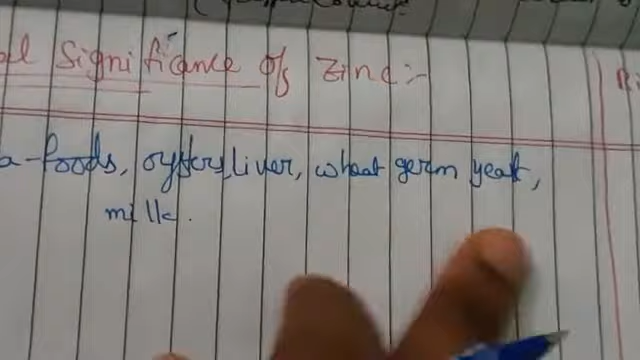 Significance of Zinc:-
foods, oysters, liver, wheat germ yeast,
milk.